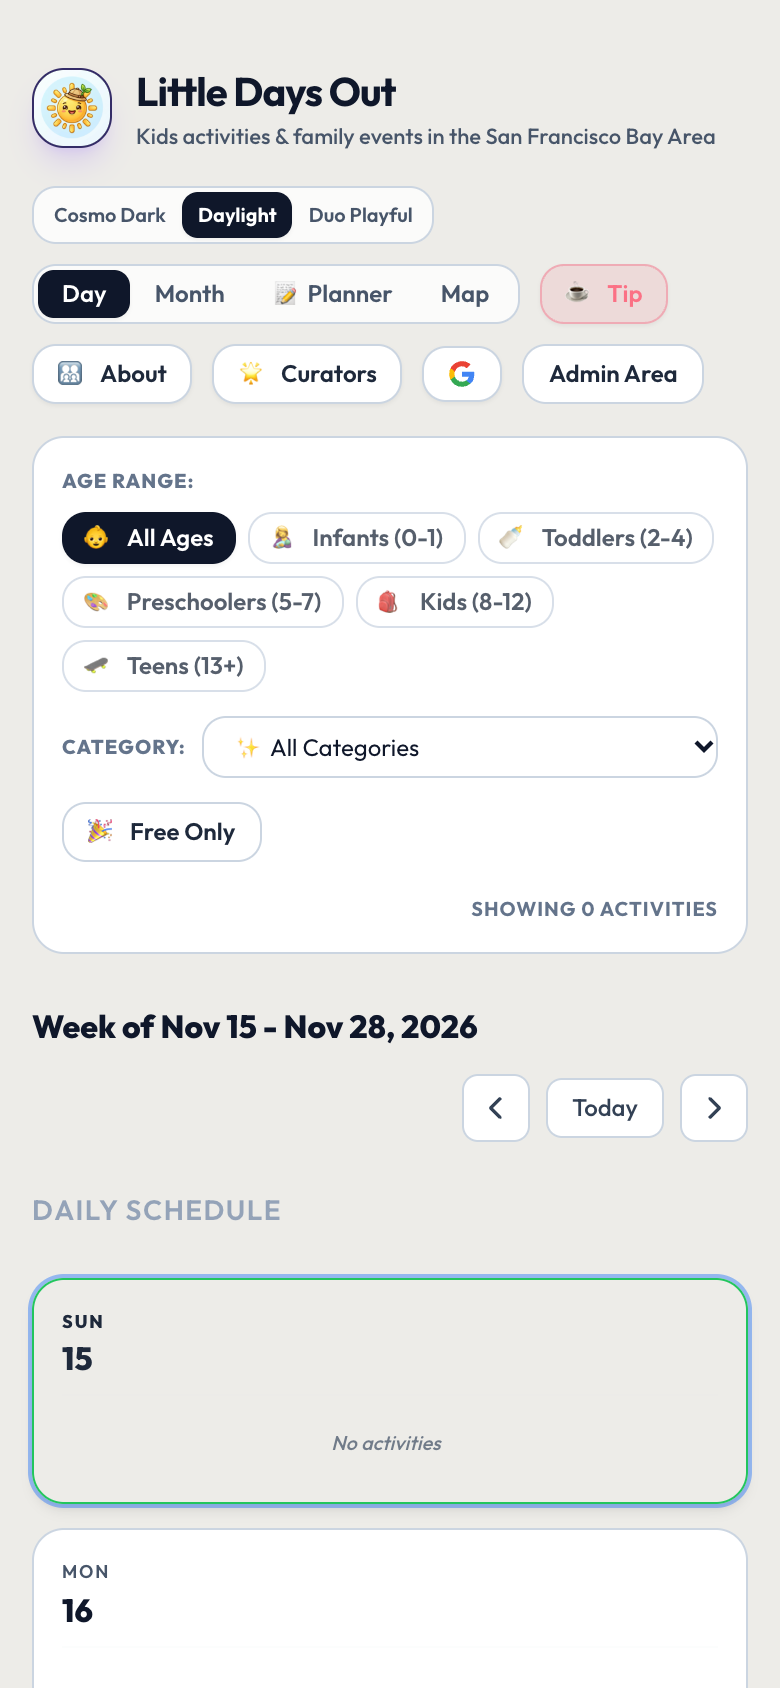 Little Days Out
Kids activities & family events in the San Francisco Bay Area
Cosmo Dark Daylight Duo Playful
Day Month Planner Map Tip
About Curators Admin Area
AGE RANGE:
All Ages Infants (0-1) Toddlers (2-4)
Preschoolers (5-7) Kids (8-12)
Teens (13+)
CATEGORY: All Categories
Free Only
SHOWING 0 ACTIVITIES
Week of Nov 15 - Nov 28, 2026
Today
DAILY SCHEDULE
SUN
15
No activities
MON
16